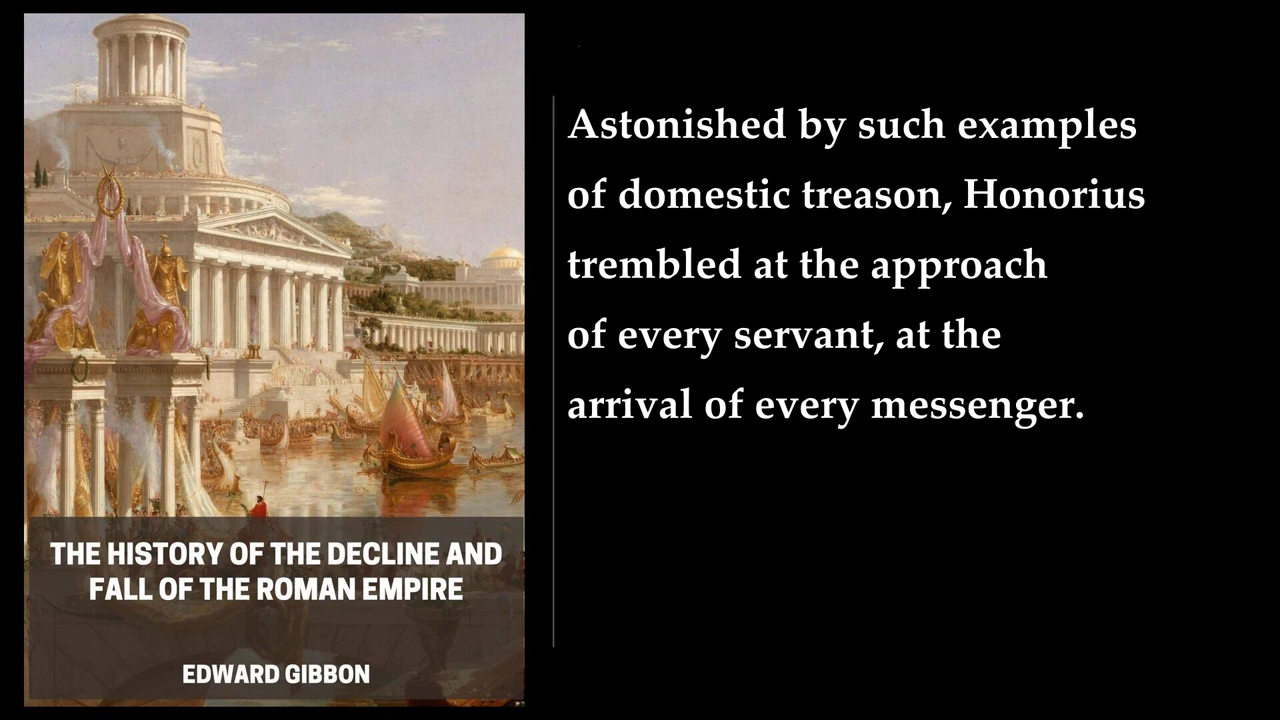 THE HISTORY OF THE DECLINE AND
FALL OF THE ROMAN EMPIRE
EDWARD GIBBON
Astonished by such examples
of domestic treason, Honorius
trembled at the approach
of every servant, at the
arrival of every messenger.